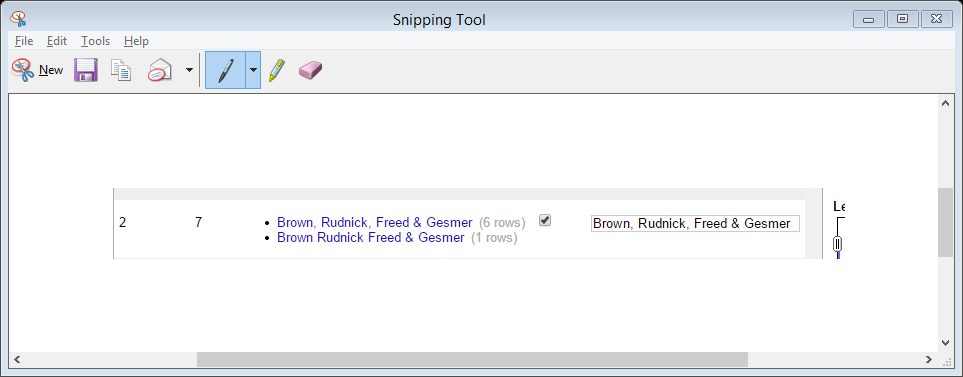 Snipping Tool
File Edit Tools Help
New
2 7 • Brown, Rudnick, Freed & Gesmer (6 rows) Brown, Rudnick, Freed & Gesmer
• Brown Rudnick Freed & Gesmer (1 rows)